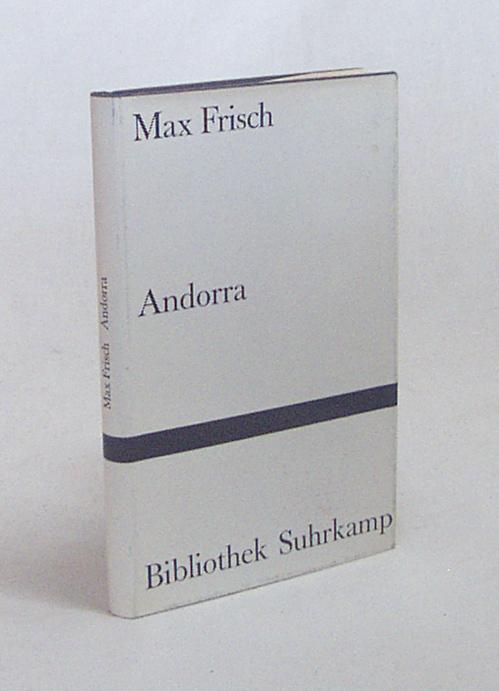 Max Frisch
Andorra
Bibliothek Suhrkamp
Max Frisch Andorra